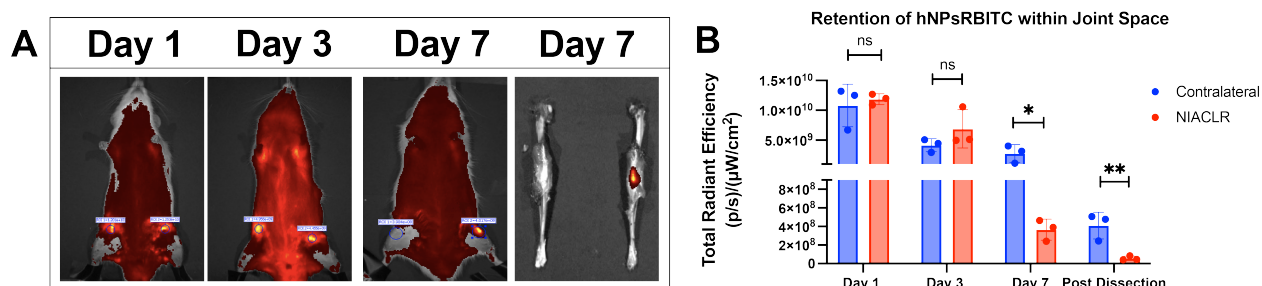 A
Day 1
Day 3
Day 7
Day 7
B
Retention of hNPsRBITC within Joint Space
Total Radiant Efficiency
(p/s)/(µW/cm²)
1.5×10¹⁰
1.0×10¹⁰
5.0×10⁹
8×10⁸
6×10⁸
4×10⁸
2×10⁸
0
ns
ns
*
**
Contralateral
NIACLR
Day 1
Day 3
Day 7
Post Dissection